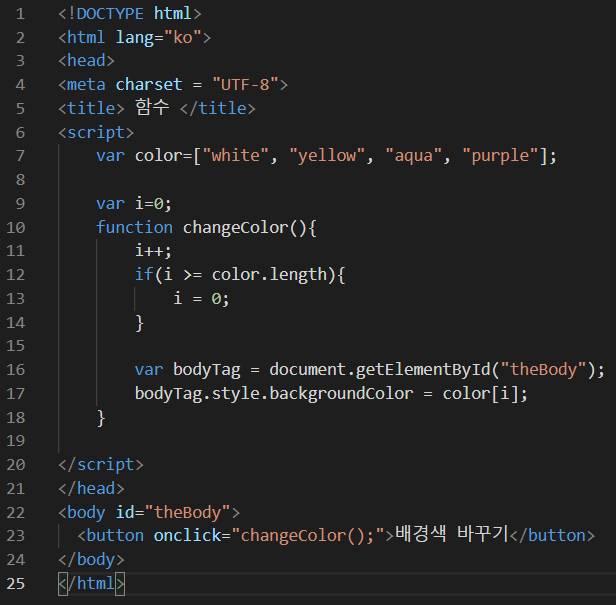 1 <!DOCTYPE html>
2 <html lang="ko">
3 <head>
4 <meta charset = "UTF-8">
5 <title> 함수 </title>
6 <script>
7     var color=["white", "yellow", "aqua", "purple"];
8
9     var i=0;
10     function changeColor(){
11         i++;
12         if(i >= color.length){
13             i = 0;
14         }
15
16         var bodyTag = document.getElementById("theBody");
17         bodyTag.style.backgroundColor = color[i];
18     }
19
20 </script>
21 </head>
22 <body id="theBody">
23   <button onclick="changeColor();">배경색 바꾸기</button>
24 </body>
25 </html>